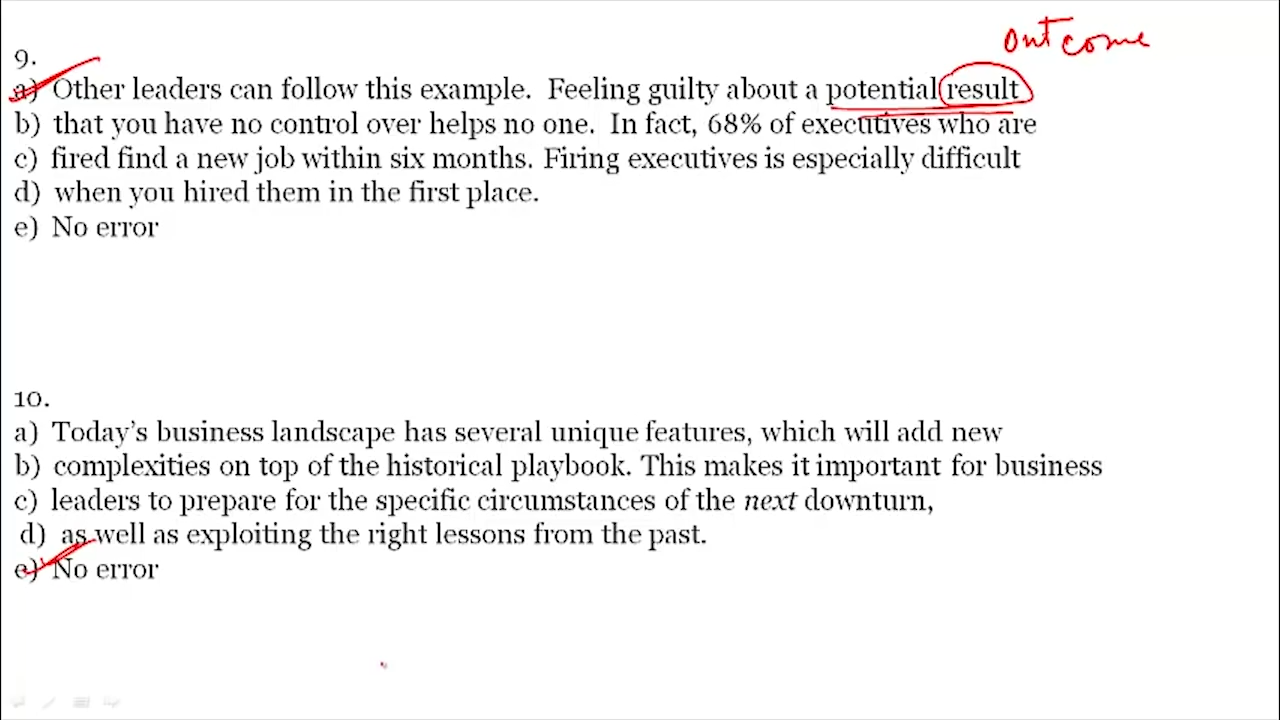 outcome
9.
a) Other leaders can follow this example. Feeling guilty about a potential result
b) that you have no control over helps no one. In fact, 68% of executives who are
c) fired find a new job within six months. Firing executives is especially difficult
d) when you hired them in the first place.
e) No error
10.
a) Today's business landscape has several unique features, which will add new
b) complexities on top of the historical playbook. This makes it important for business
c) leaders to prepare for the specific circumstances of the next downturn,
d) as well as exploiting the right lessons from the past.
e) No error